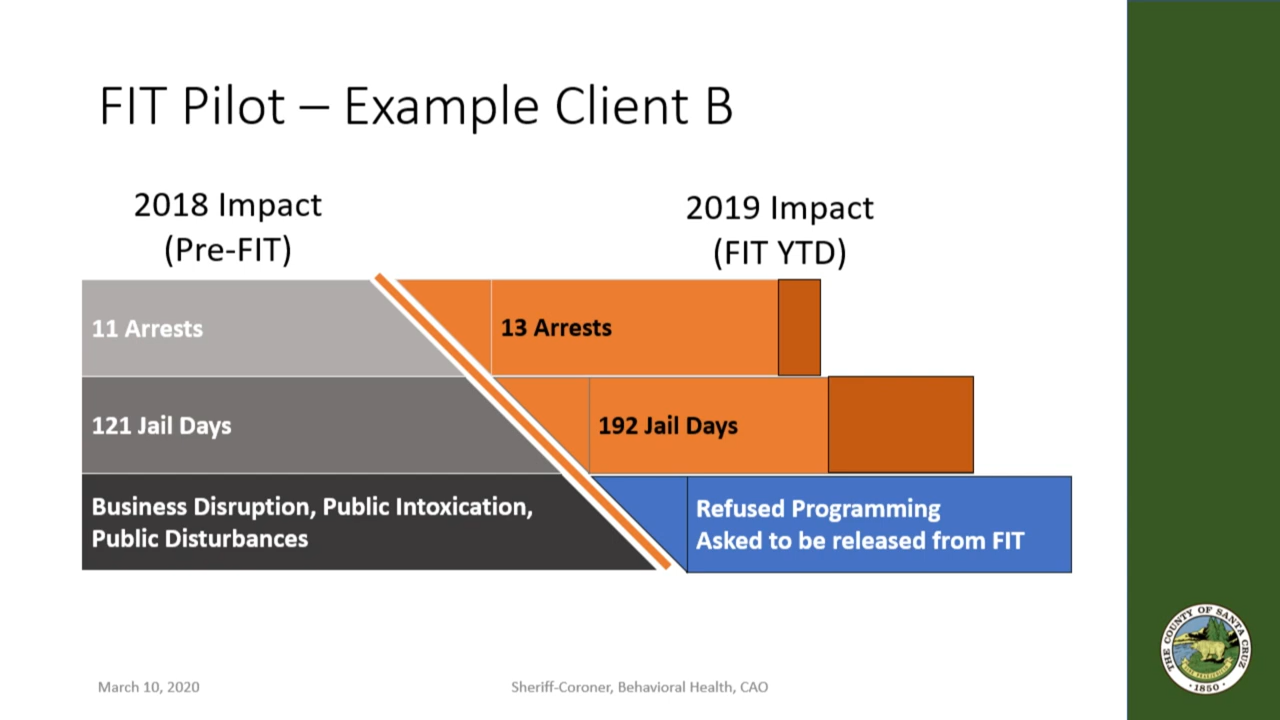 FIT Pilot – Example Client B
2018 Impact
(Pre-FIT)
2019 Impact
(FIT YTD)
11 Arrests
13 Arrests
121 Jail Days
192 Jail Days
Business Disruption, Public Intoxication,
Public Disturbances
Refused Programming
Asked to be released from FIT
March 10, 2020
Sheriff-Coroner, Behavioral Health, CAO
THE COUNTY OF SANTA CRUZ
· 1850 ·